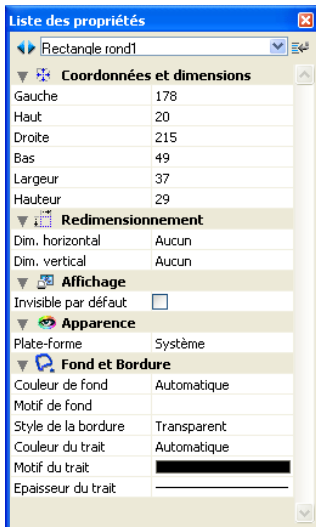 Liste des propriétés
Rectangle rond1
Coordonnées et dimensions
Gauche 178
Haut 20
Droite 215
Bas 49
Largeur 37
Hauteur 29
Redimensionnement
Dim. horizontal Aucun
Dim. vertical Aucun
Affichage
Invisible par défaut
Apparence
Plate-forme Système
Fond et Bordure
Couleur de fond Automatique
Motif de fond
Style de la bordure Transparent
Couleur du trait Automatique
Motif du trait
Epaisseur du trait